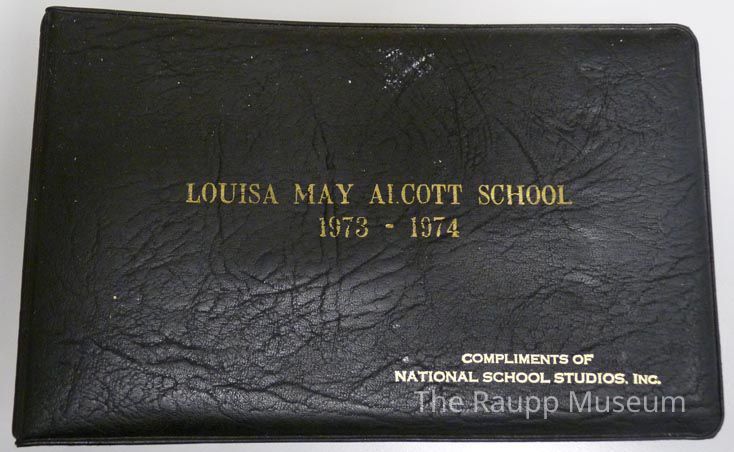 LOUISA MAY ALCOTT SCHOOL
1973 - 1974
COMPLIMENTS OF
NATIONAL SCHOOL STUDIOS, INC.
The Raupp Museum